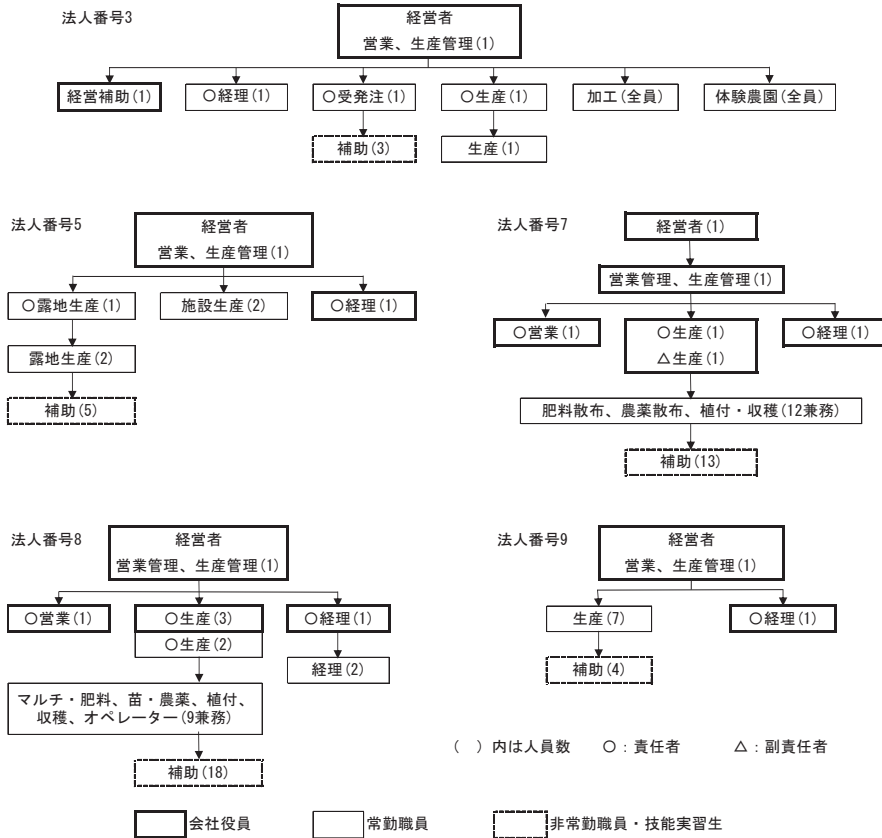 法人番号3
経営者
営業、生産管理(1)
経営補助(1)
○経理(1)
○受発注(1)
○生産(1)
加工(全員)
体験農園(全員)
補助(3)
生産(1)
法人番号5
経営者
営業、生産管理(1)
○露地生産(1)
施設生産(2)
○経理(1)
露地生産(2)
補助(5)
法人番号7
経営者(1)
営業管理、生産管理(1)
○営業(1)
○生産(1)
△生産(1)
○経理(1)
肥料散布、農薬散布、植付・収穫(12兼務)
補助(13)
法人番号8
経営者
営業管理、生産管理(1)
○営業(1)
○生産(3)
○生産(2)
○経理(1)
経理(2)
マルチ・肥料、苗・農薬、植付、
収穫、オペレーター(9兼務)
補助(18)
法人番号9
経営者
営業、生産管理(1)
生産(7)
○経理(1)
補助(4)
( )内は人員数 ○:責任者 △:副責任者
会社役員 常勤職員 非常勤職員・技能実習生